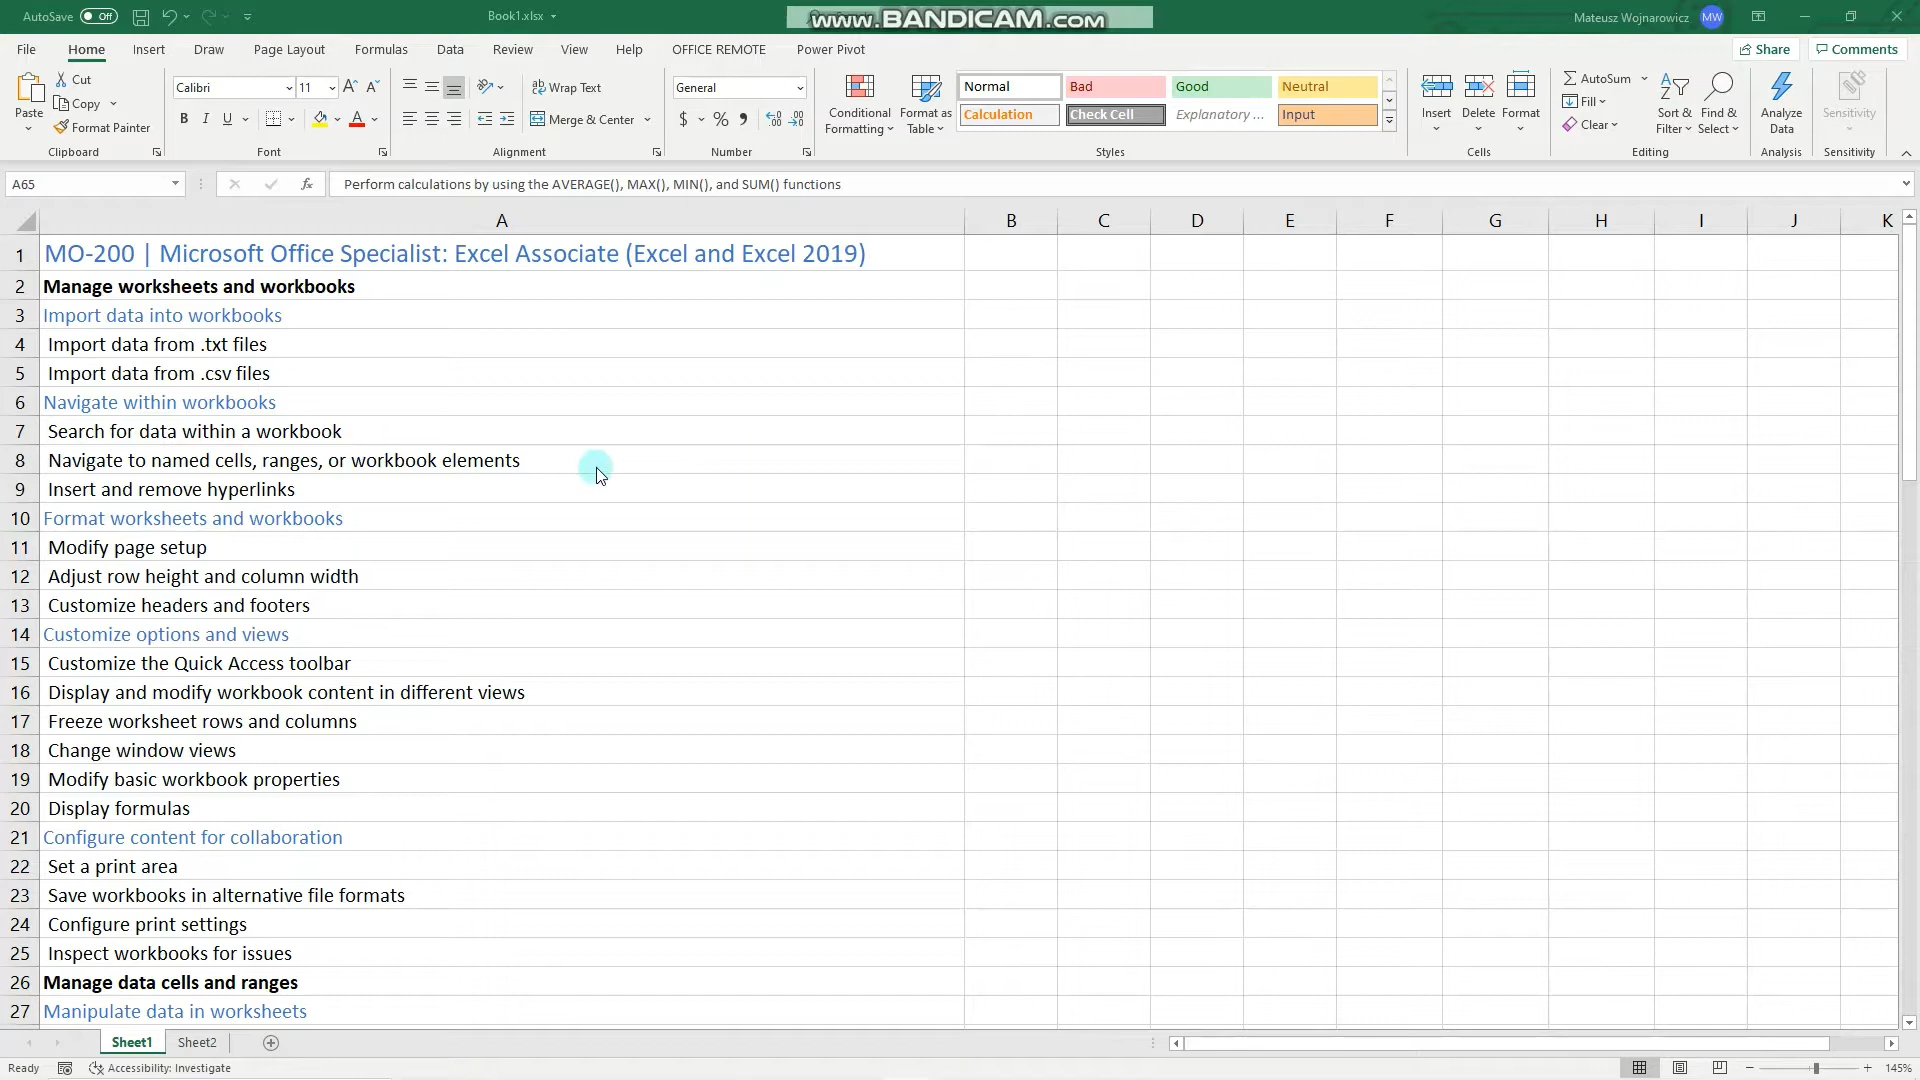 AutoSave Off Book1.xlsx www.BANDICAM.com Mateusz Wojnarowicz MW
File Home Insert Draw Page Layout Formulas Data Review View Help OFFICE REMOTE Power Pivot Share Comments
Paste Cut Copy Format Painter
Calibri 11 B I U
Wrap Text Merge & Center
General $ %
Conditional Formatting Format as Table
Normal Bad Good Neutral
Calculation Check Cell Explanatory ... Input
Insert Delete Format
AutoSum Fill Clear
Sort & Filter Find & Select
Analyze Data Sensitivity
Clipboard Font Alignment Number Styles Cells Editing Analysis Sensitivity
A65 fx Perform calculations by using the AVERAGE(), MAX(), MIN(), and SUM() functions
A B C D E F G H I J K
1 MO-200 | Microsoft Office Specialist: Excel Associate (Excel and Excel 2019)
2 Manage worksheets and workbooks
3 Import data into workbooks
4 Import data from .txt files
5 Import data from .csv files
6 Navigate within workbooks
7 Search for data within a workbook
8 Navigate to named cells, ranges, or workbook elements
9 Insert and remove hyperlinks
10 Format worksheets and workbooks
11 Modify page setup
12 Adjust row height and column width
13 Customize headers and footers
14 Customize options and views
15 Customize the Quick Access toolbar
16 Display and modify workbook content in different views
17 Freeze worksheet rows and columns
18 Change window views
19 Modify basic workbook properties
20 Display formulas
21 Configure content for collaboration
22 Set a print area
23 Save workbooks in alternative file formats
24 Configure print settings
25 Inspect workbooks for issues
26 Manage data cells and ranges
27 Manipulate data in worksheets
Sheet1 Sheet2
Ready Accessibility: Investigate 145%